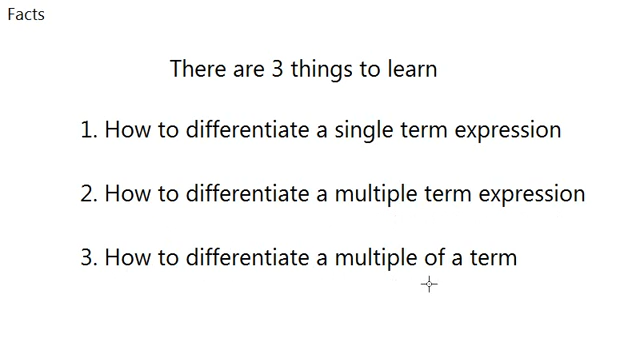 Facts
There are 3 things to learn
1. How to differentiate a single term expression
2. How to differentiate a multiple term expression
3. How to differentiate a multiple of a term